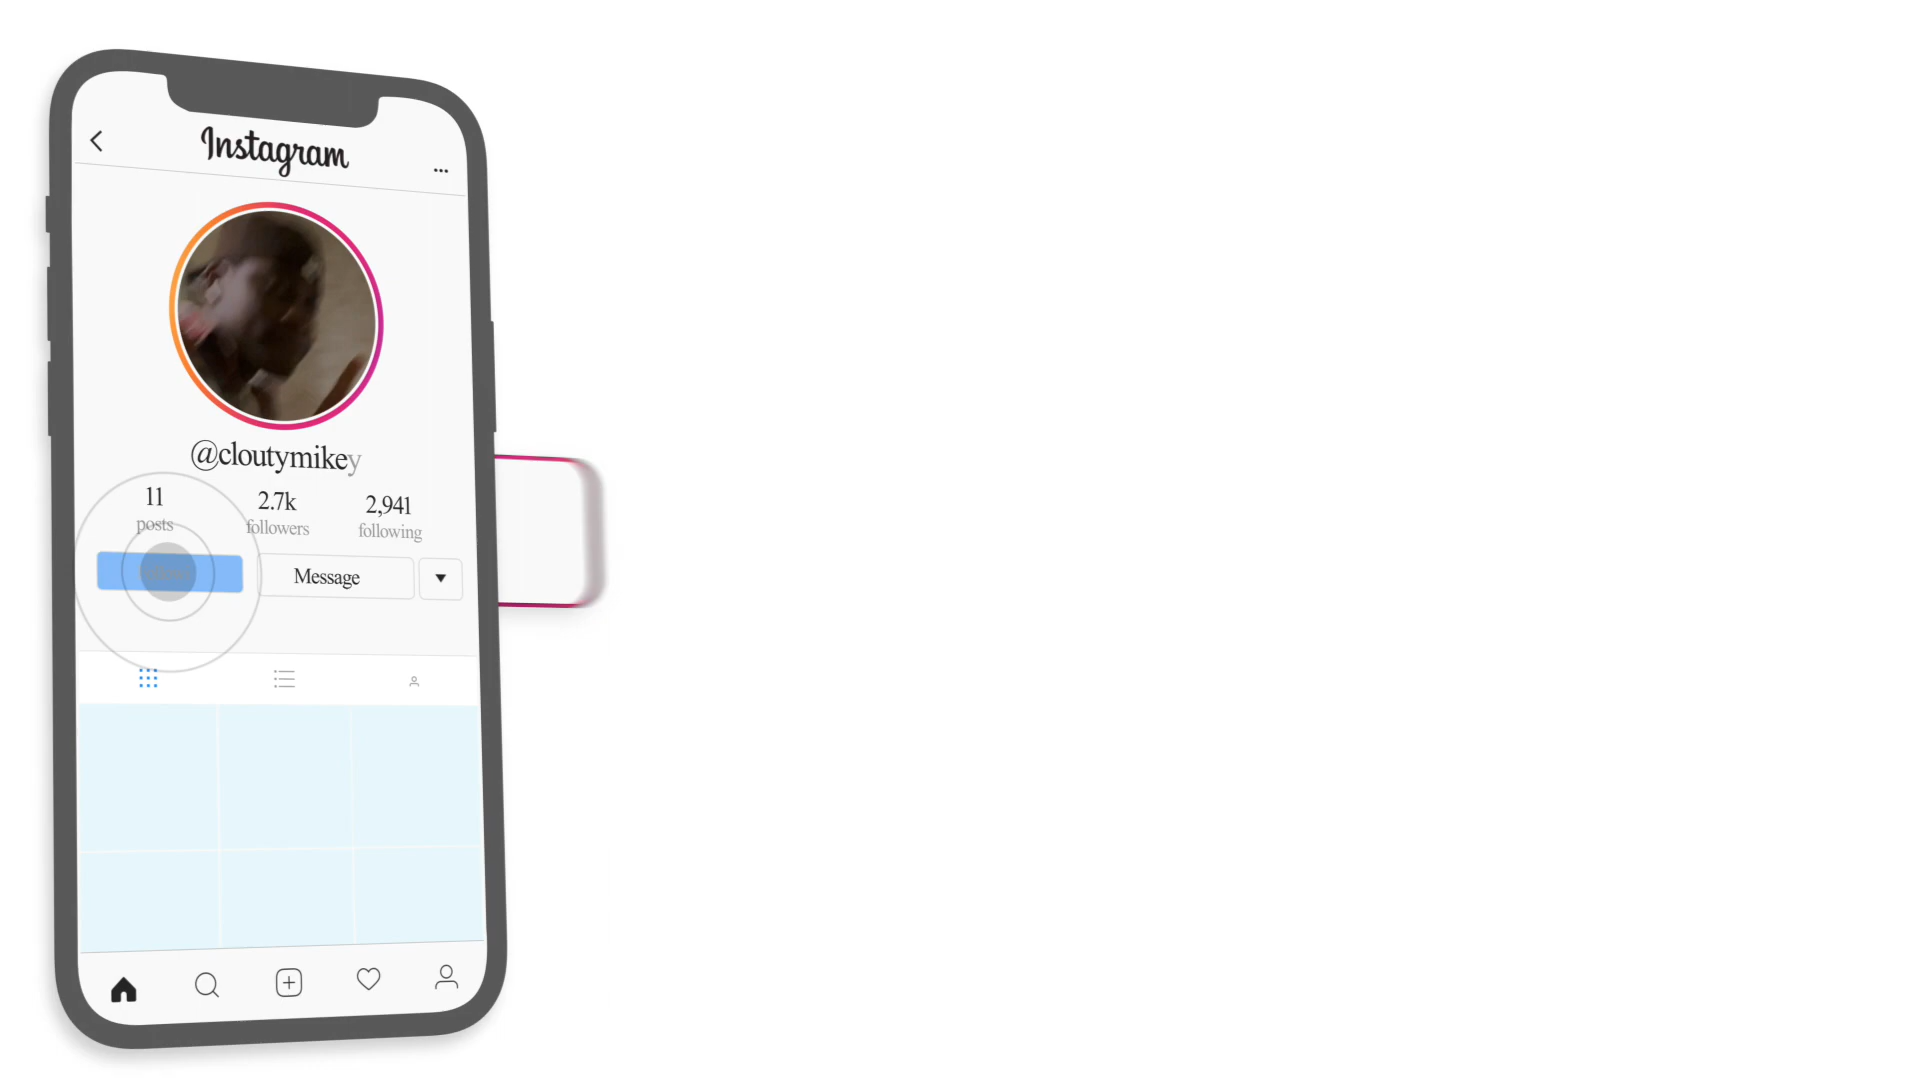 Instagram
@cloutymikey
11 2.7k 2,941
posts followers following
Message